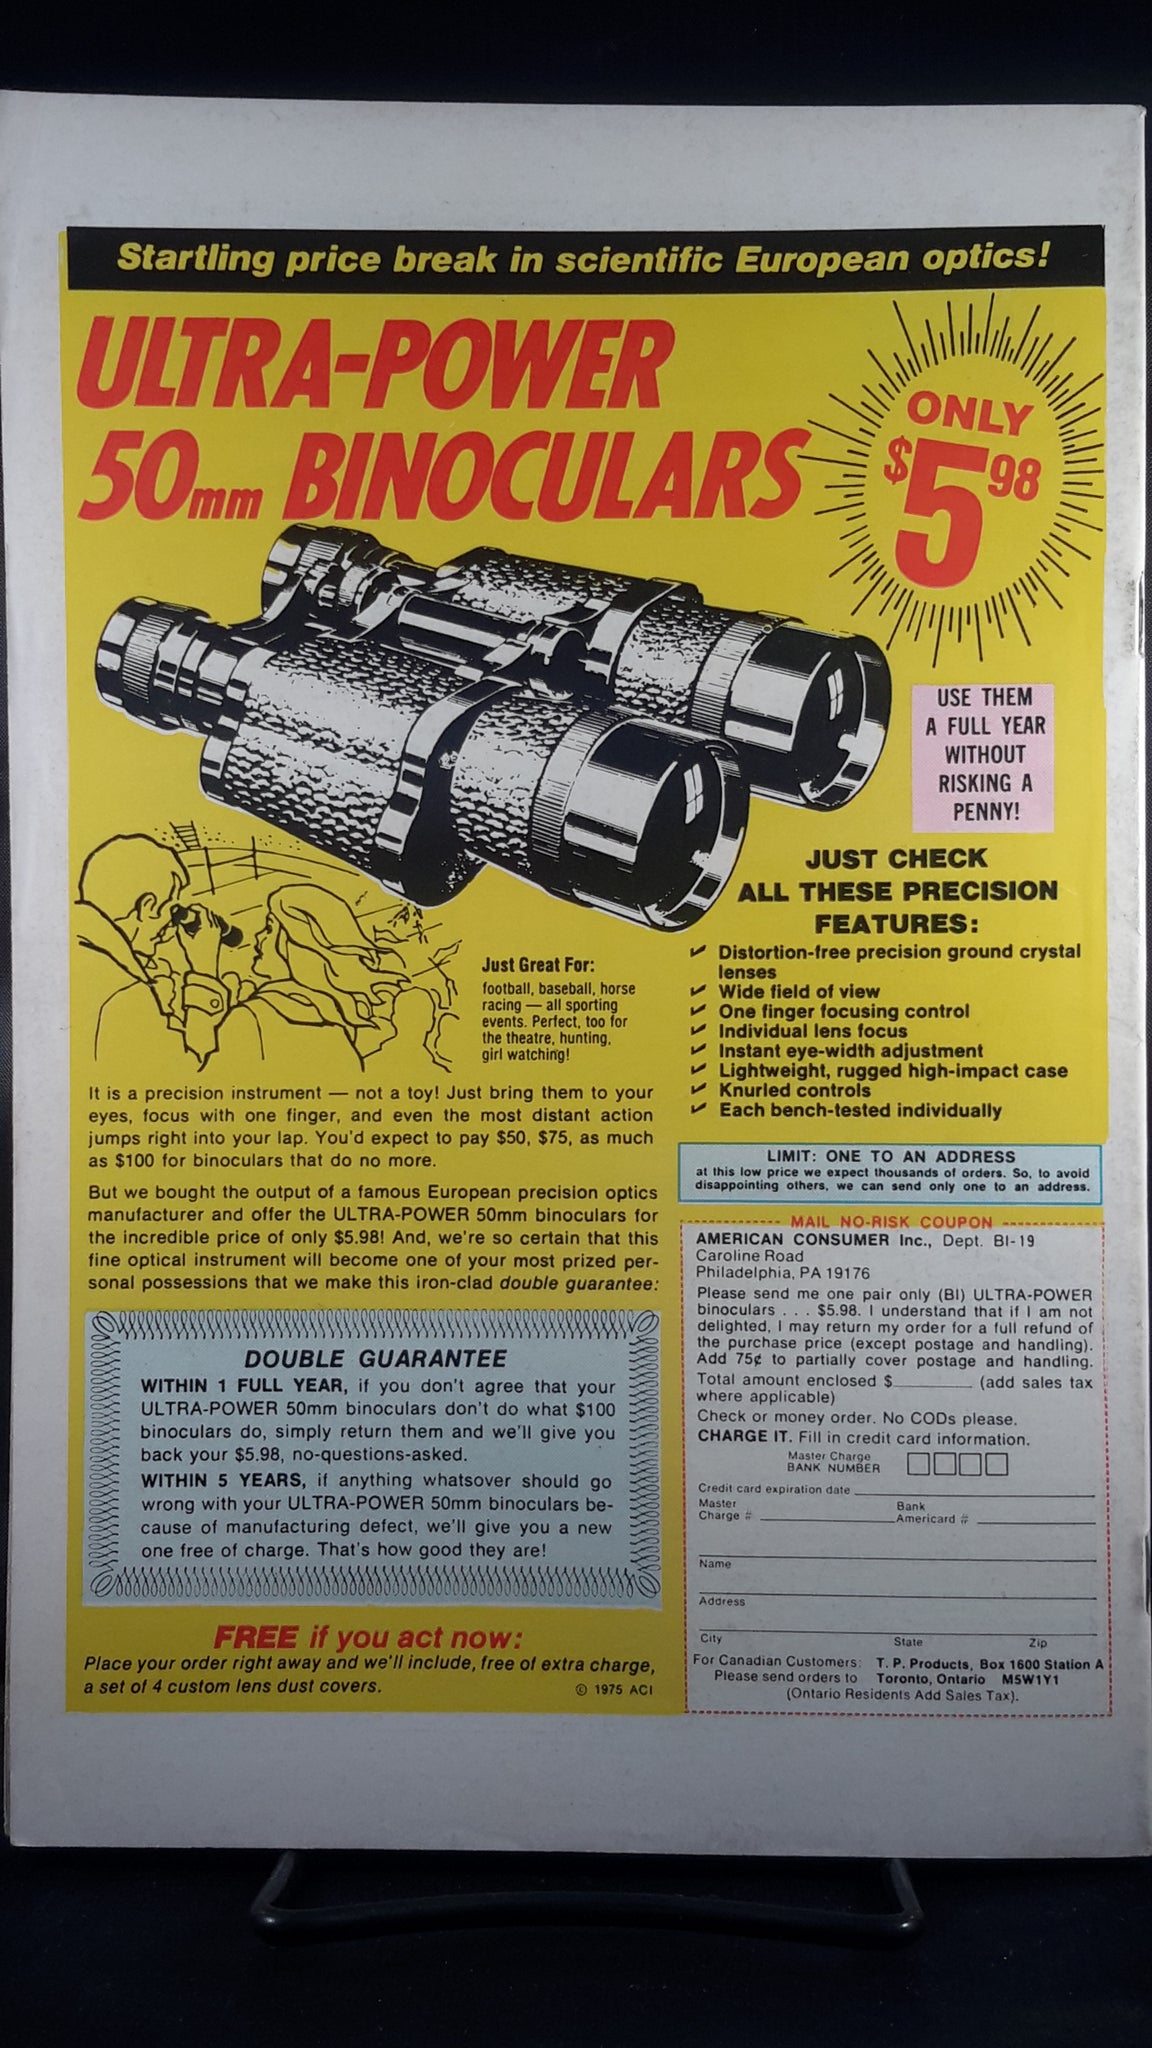 Startling price break in scientific European optics!
ULTRA-POWER
50mm BINOCULARS
ONLY
$5 98
USE THEM
A FULL YEAR
WITHOUT
RISKING A
PENNY!
JUST CHECK
ALL THESE PRECISION
FEATURES:
✓ Distortion-free precision ground crystal
lenses
✓ Wide field of view
✓ One finger focusing control
✓ Individual lens focus
✓ Instant eye-width adjustment
✓ Lightweight, rugged high-impact case
✓ Knurled controls
✓ Each bench-tested individually
Just Great For:
football, baseball, horse
racing — all sporting
events. Perfect, too for
the theatre, hunting,
girl watching!
It is a precision instrument — not a toy! Just bring them to your
eyes, focus with one finger, and even the most distant action
jumps right into your lap. You'd expect to pay $50, $75, as much
as $100 for binoculars that do no more.
But we bought the output of a famous European precision optics
manufacturer and offer the ULTRA-POWER 50mm binoculars for
the incredible price of only $5.98! And, we're so certain that this
fine optical instrument will become one of your most prized per-
sonal possessions that we make this iron-clad double guarantee:
DOUBLE GUARANTEE
WITHIN 1 FULL YEAR, if you don't agree that your
ULTRA-POWER 50mm binoculars don't do what $100
binoculars do, simply return them and we'll give you
back your $5.98, no-questions-asked.
WITHIN 5 YEARS, if anything whatsover should go
wrong with your ULTRA-POWER 50mm binoculars be-
cause of manufacturing defect, we'll give you a new
one free of charge. That's how good they are!
FREE if you act now:
Place your order right away and we'll include, free of extra charge,
a set of 4 custom lens dust covers.
© 1975 ACI
LIMIT: ONE TO AN ADDRESS
at this low price we expect thousands of orders. So, to avoid
disappointing others, we can send only one to an address.
MAIL NO-RISK COUPON
AMERICAN CONSUMER Inc., Dept. BI-19
Caroline Road
Philadelphia, PA 19176
Please send me one pair only (BI) ULTRA-POWER
binoculars . . . $5.98. I understand that if I am not
delighted, I may return my order for a full refund of
the purchase price (except postage and handling).
Add 75¢ to partially cover postage and handling.
Total amount enclosed $_________ (add sales tax
where applicable)
Check or money order. No CODs please.
CHARGE IT. Fill in credit card information.
Master Charge
BANK NUMBER
Credit card expiration date
Master Charge #
Bank Americard #
Name
Address
City State Zip
For Canadian Customers: T. P. Products, Box 1600 Station A
Please send orders to Toronto, Ontario M5W1Y1
(Ontario Residents Add Sales Tax).